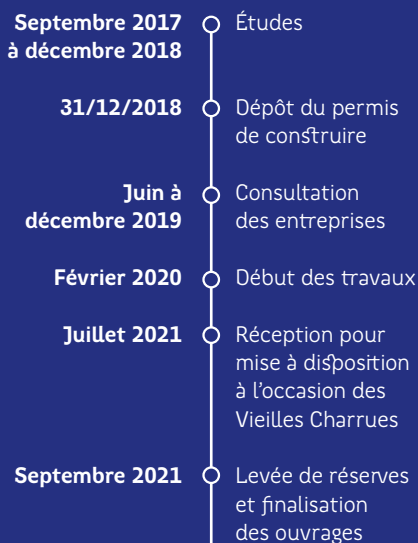 Septembre 2017
à décembre 2018
Études
31/12/2018
Dépôt du permis
de construire
Juin à
décembre 2019
Consultation
des entreprises
Février 2020
Début des travaux
Juillet 2021
Réception pour
mise à disposition
à l’occasion des
Vieilles Charrues
Septembre 2021
Levée de réserves
et finalisation
des ouvrages